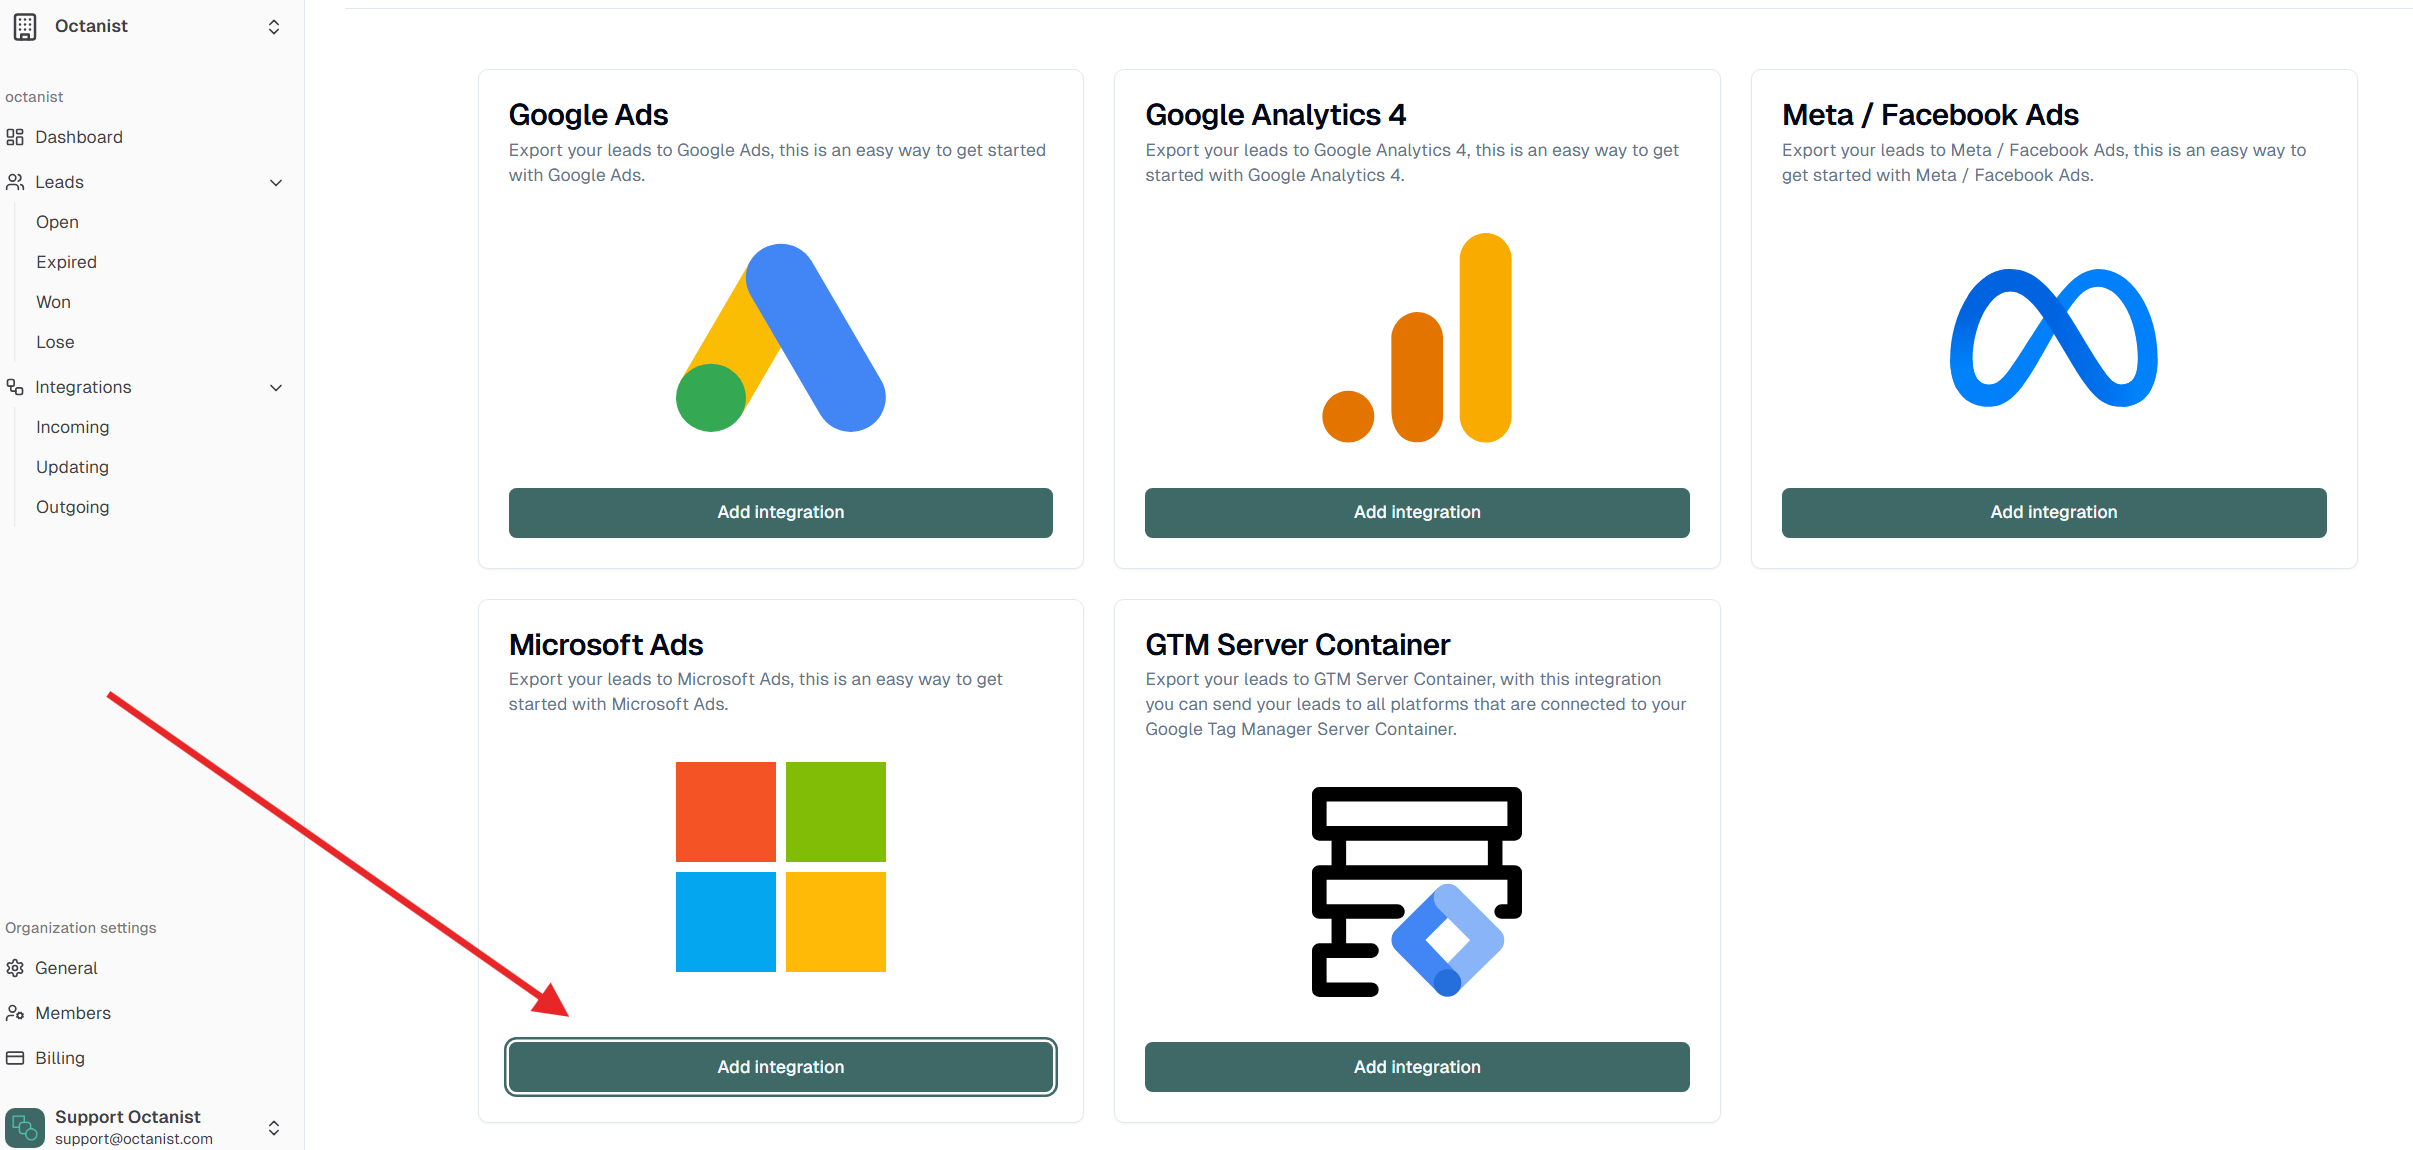 Octanist
octanist
Dashboard
Leads
Open
Expired
Won
Lose
Integrations
Incoming
Updating
Outgoing
Organization settings
General
Members
Billing
Support Octanist
support@octanist.com
Google Ads
Export your leads to Google Ads, this is an easy way to get started
with Google Ads.
Add integration
Google Analytics 4
Export your leads to Google Analytics 4, this is an easy way to get
started with Google Analytics 4.
Add integration
Meta / Facebook Ads
Export your leads to Meta / Facebook Ads, this is an easy way to
get started with Meta / Facebook Ads.
Add integration
Microsoft Ads
Export your leads to Microsoft Ads, this is an easy way to get
started with Microsoft Ads.
Add integration
GTM Server Container
Export your leads to GTM Server Container, with this integration
you can send your leads to all platforms that are connected to your
Google Tag Manager Server Container.
Add integration